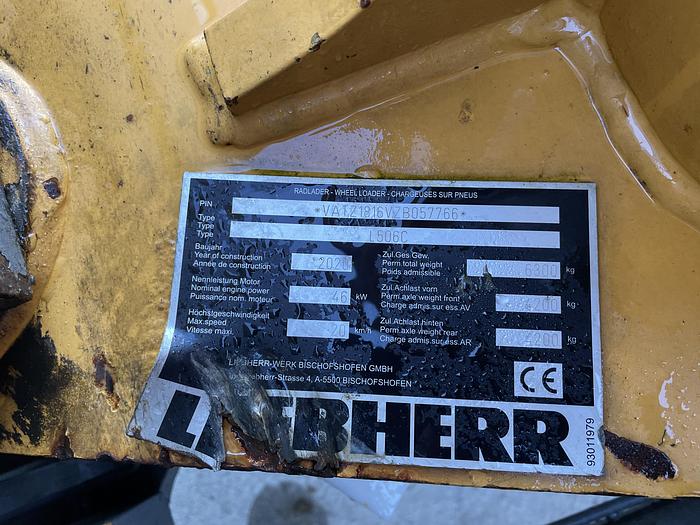 RADLADER - WHEEL LOADER - CHARGEUSES SUR PNEUS
PIN *VATZ1816VZB057766*
Type
Type L506C
Type
Baujahr
Year of construction 2020
Année de construction
Nennleistung Motor
Nominal engine power 46 kW
Puissance nom. moteur
Höchstgeschwindigkeit
Max.speed 20 km/h
Vitesse maxi.
Zul.Ges Gew.
Perm.total weight 6300 kg
Poids admissible
Zul.Achlast vorn
Perm.axle weight front 4200 kg
Charge admis.sur ess.AV
Zul.Achlast hinten
Perm.axle weight rear 4200 kg
Charge admis.sur ess.AR
LIEBHERR-WERK BISCHOFSHOFEN GMBH
Liebherr-Strasse 4, A-5500 BISCHOFSHOFEN
CE
LIEBHERR
93011979